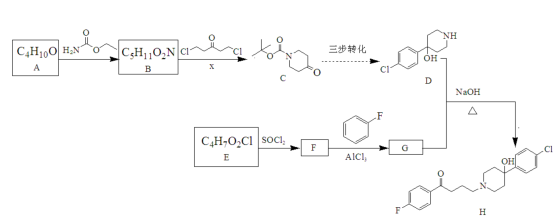 C₄H₁₀O
A
H₂N
O
O
C₅H₁₁O₂N
B
Cl
O
Cl
x
O
O
N
O
C
三步转化
NH
OH
Cl
D
NaOH
△
C₄H₇O₂Cl
E
SOCl₂
F
F
AlCl₃
G
OH
Cl
O
N
F
H